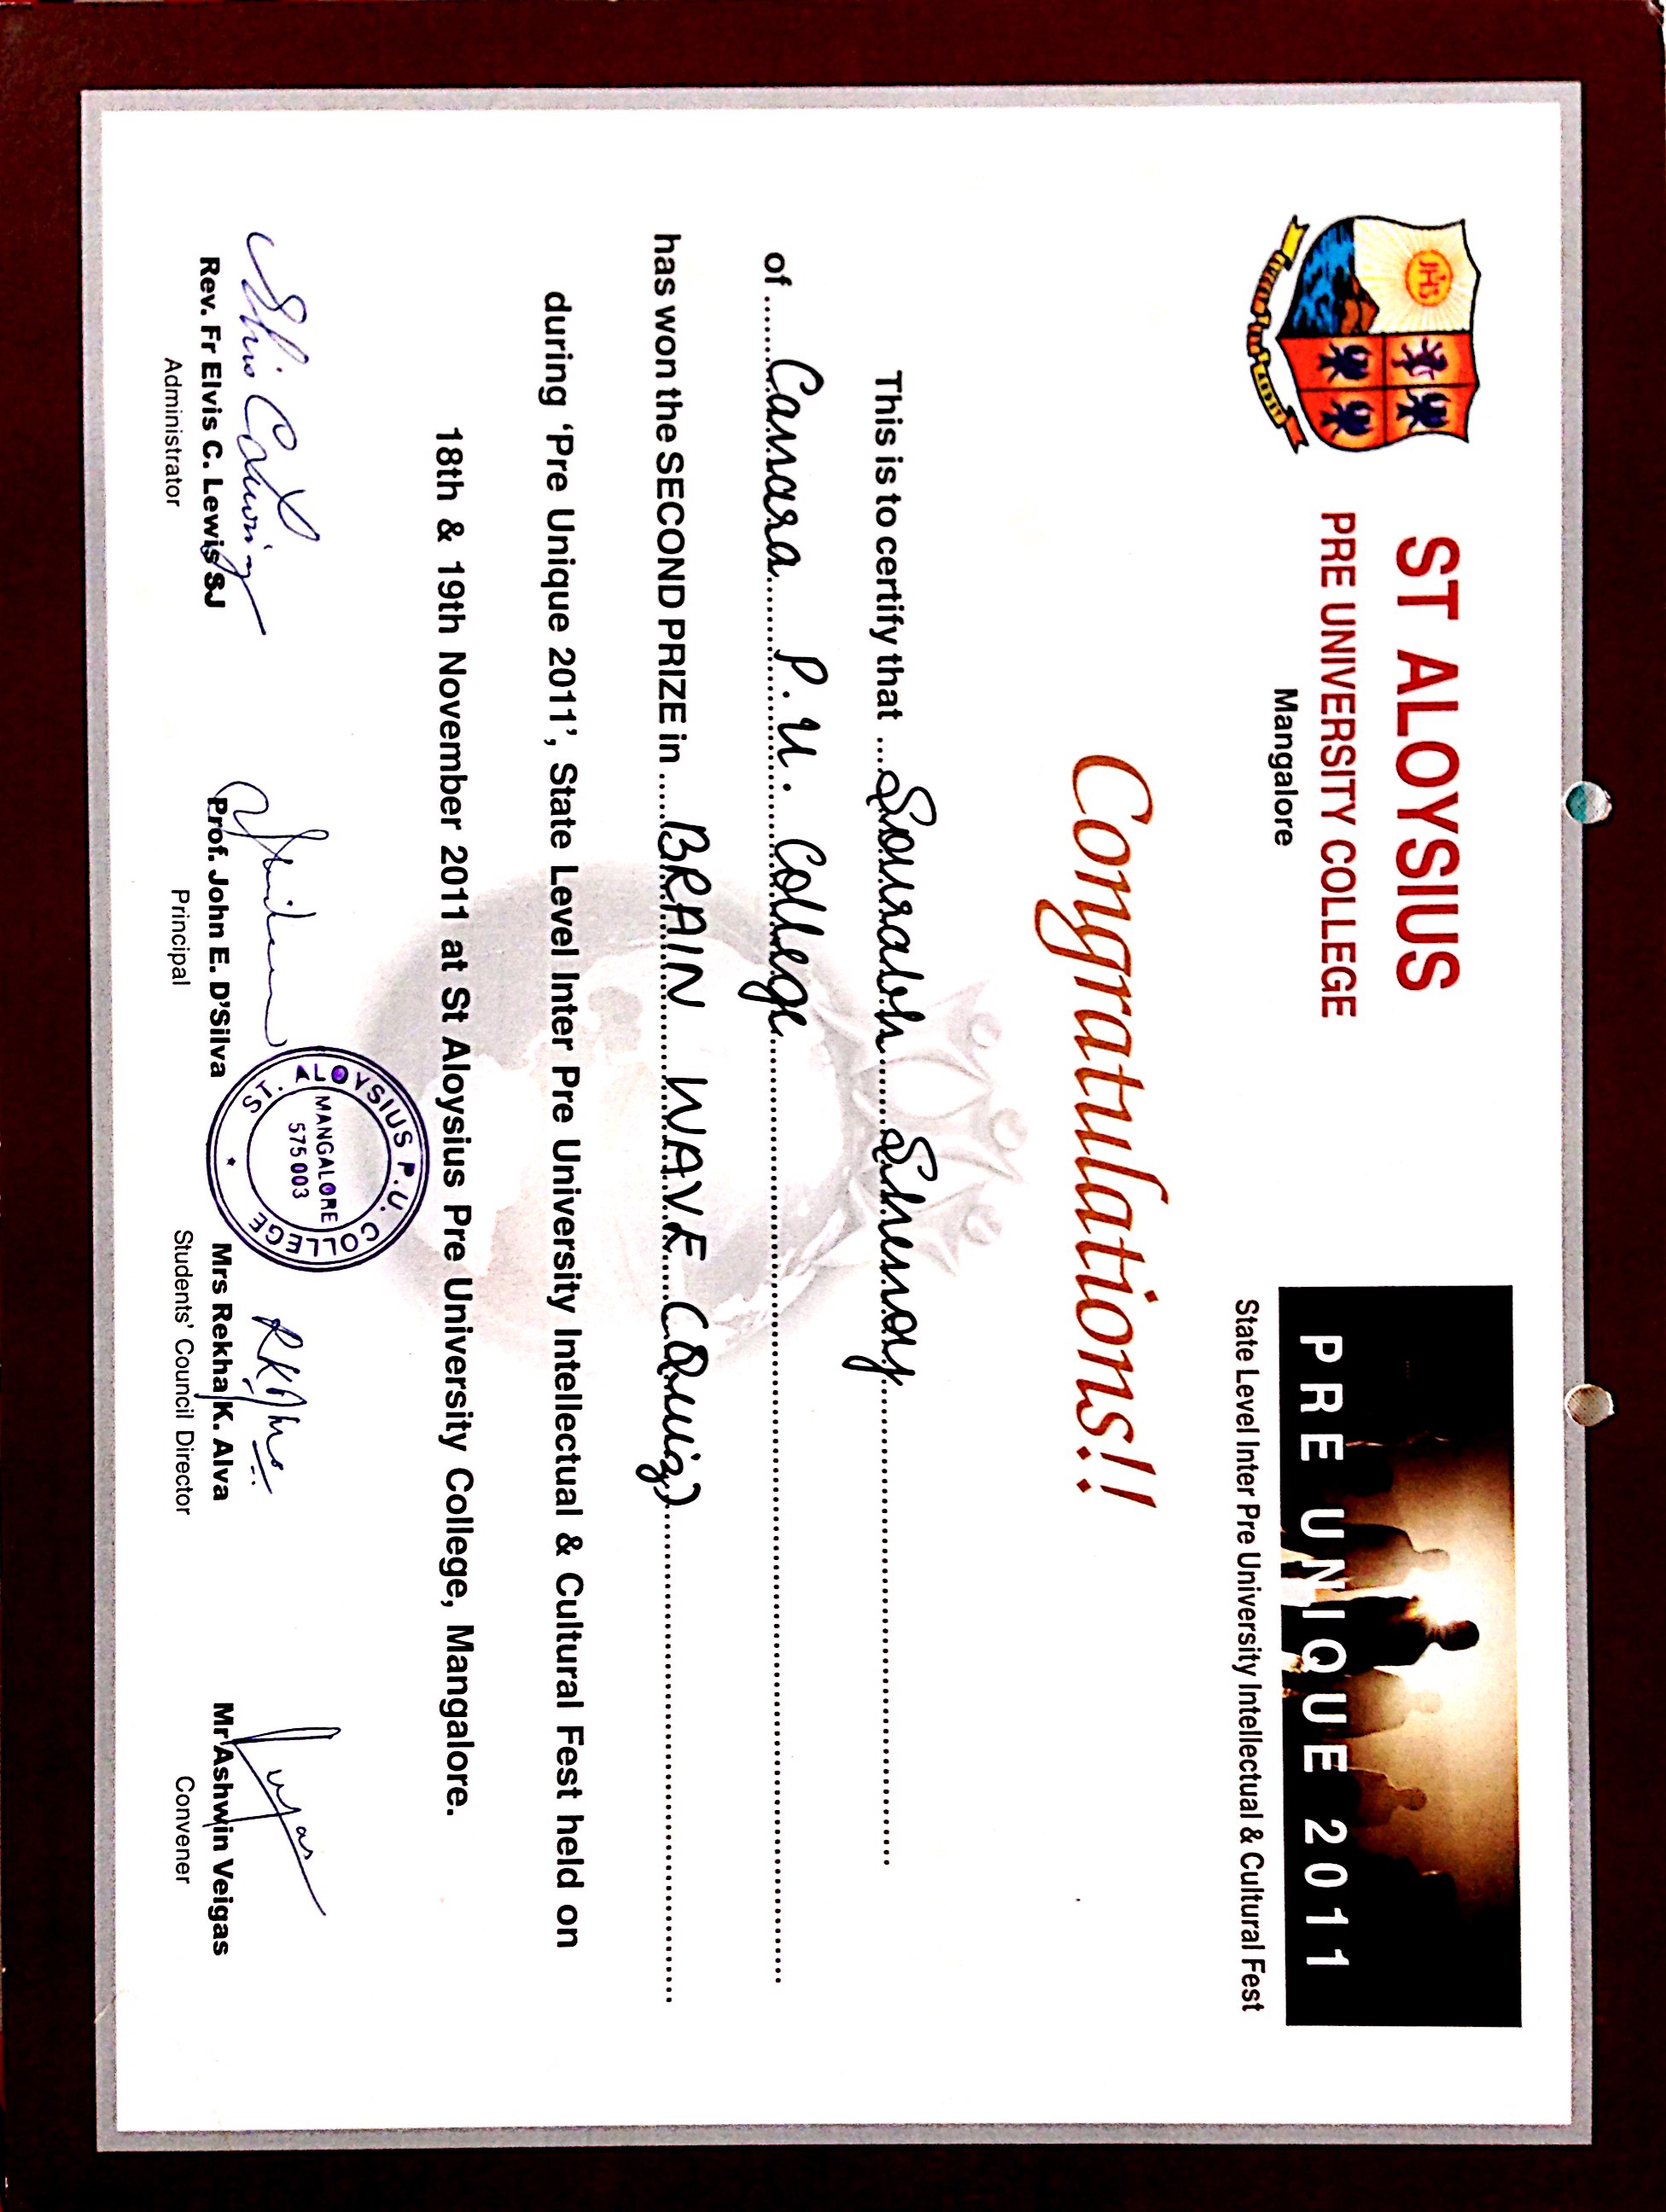 JHS
LUCET ET ARDET
ST ALOYSIUS
PRE UNIVERSITY COLLEGE
Mangalore
PRE UNIQUE 2011
State Level Inter Pre University Intellectual & Cultural Fest
Congratulations!!
This is to certify that Sourabh Shenoy
of Canara P.U. College
has won the SECOND PRIZE in BRAIN WAVE (Quiz)
during ‘Pre Unique 2011’, State Level Inter Pre University Intellectual & Cultural Fest held on
18th & 19th November 2011 at St Aloysius Pre University College, Mangalore.
ST. ALOYSIUS P.U. COLLEGE
MANGALORE
575 003
Elvis C Lewis
Rev. Fr Elvis C. Lewis SJ
Administrator
Prof. John E. D’Silva
Principal
Mrs Rekha K. Alva
Students’ Council Director
Mr Ashwin Veigas
Convener